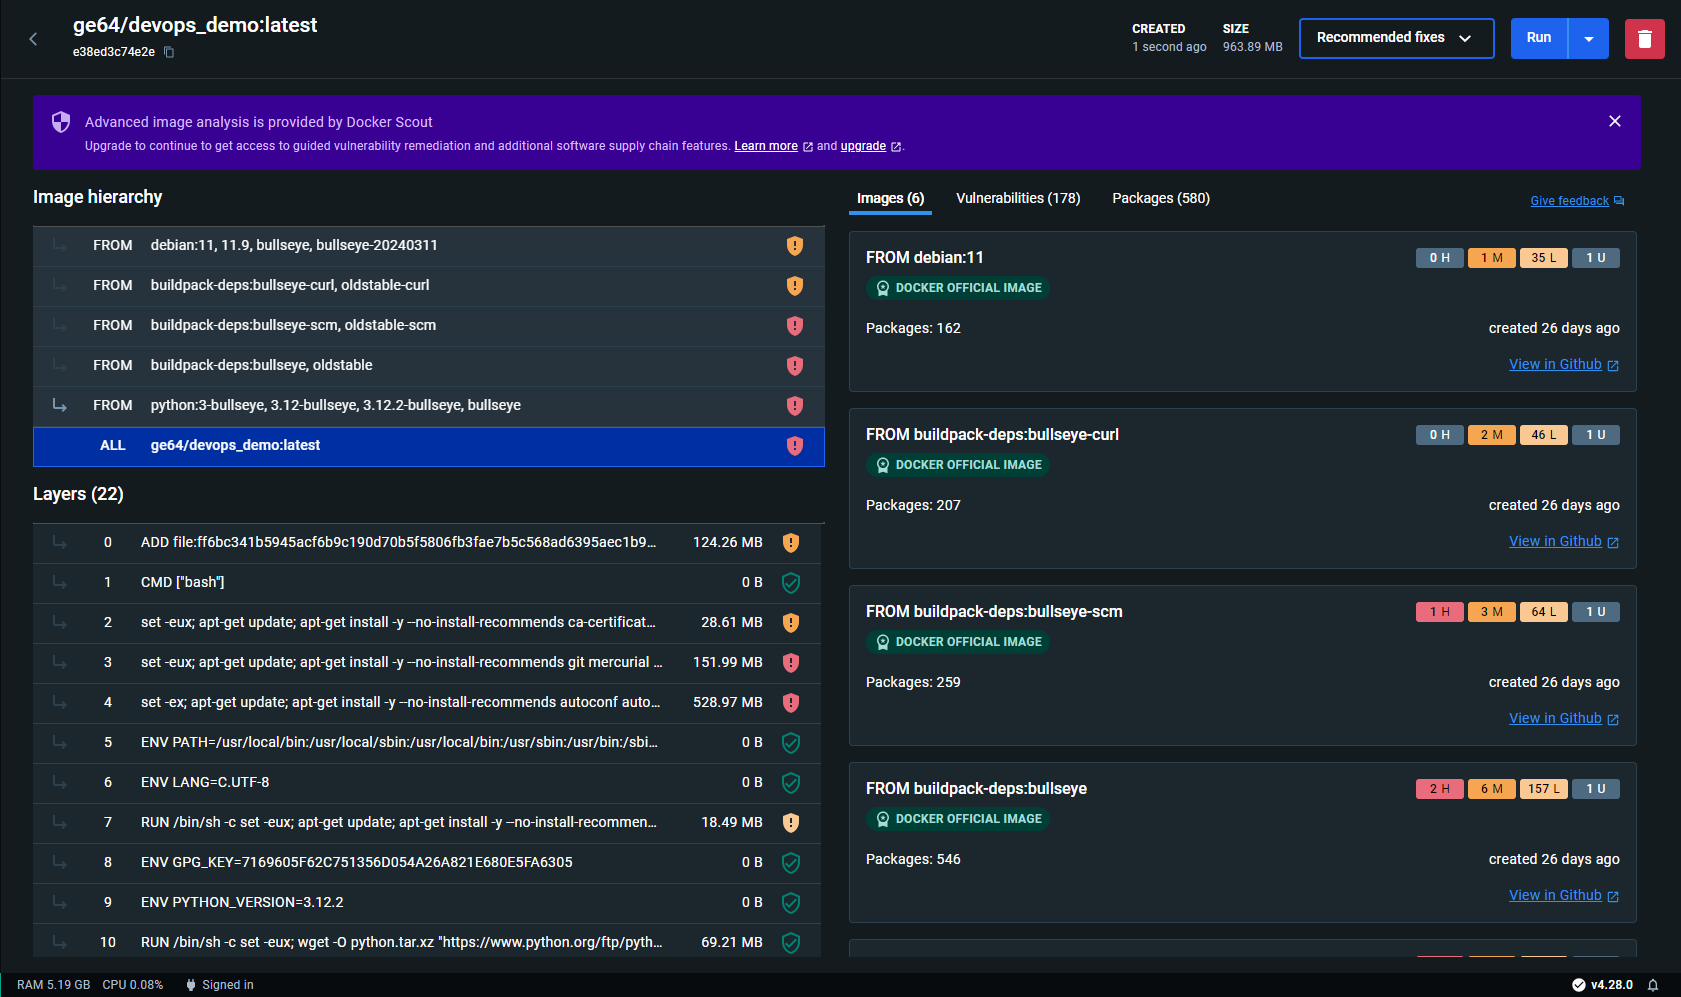 ge64/devops_demo:latest
e38ed3c74e2e
CREATED
1 second ago
SIZE
963.89 MB
Recommended fixes
Run
Advanced image analysis is provided by Docker Scout
Upgrade to continue to get access to guided vulnerability remediation and additional software supply chain features. Learn more and upgrade .
Image hierarchy
FROM debian:11, 11.9, bullseye, bullseye-20240311
FROM buildpack-deps:bullseye-curl, oldstable-curl
FROM buildpack-deps:bullseye-scm, oldstable-scm
FROM buildpack-deps:bullseye, oldstable
FROM python:3-bullseye, 3.12-bullseye, 3.12.2-bullseye, bullseye
ALL ge64/devops_demo:latest
Layers (22)
0 ADD file:ff6bc341b5945acf6b9c190d70b5f5806fb3fae7b5c568ad6395aec1b9... 124.26 MB
1 CMD ["bash"] 0 B
2 set -eux; apt-get update; apt-get install -y --no-install-recommends ca-certificat... 28.61 MB
3 set -eux; apt-get update; apt-get install -y --no-install-recommends git mercurial ... 151.99 MB
4 set -ex; apt-get update; apt-get install -y --no-install-recommends autoconf auto... 528.97 MB
5 ENV PATH=/usr/local/bin:/usr/local/sbin:/usr/local/bin:/usr/sbin:/usr/bin:/sbi... 0 B
6 ENV LANG=C.UTF-8 0 B
7 RUN /bin/sh -c set -eux; apt-get update; apt-get install -y --no-install-recommen... 18.49 MB
8 ENV GPG_KEY=7169605F62C751356D054A26A821E680E5FA6305 0 B
9 ENV PYTHON_VERSION=3.12.2 0 B
10 RUN /bin/sh -c set -eux; wget -O python.tar.xz "https://www.python.org/ftp/pyth... 69.21 MB
Images (6) Vulnerabilities (178) Packages (580) Give feedback
FROM debian:11 0 H 1 M 35 L 1 U
DOCKER OFFICIAL IMAGE
Packages: 162 created 26 days ago
View in Github
FROM buildpack-deps:bullseye-curl 0 H 2 M 46 L 1 U
DOCKER OFFICIAL IMAGE
Packages: 207 created 26 days ago
View in Github
FROM buildpack-deps:bullseye-scm 1 H 3 M 64 L 1 U
DOCKER OFFICIAL IMAGE
Packages: 259 created 26 days ago
View in Github
FROM buildpack-deps:bullseye 2 H 6 M 157 L 1 U
DOCKER OFFICIAL IMAGE
Packages: 546 created 26 days ago
View in Github
RAM 5.19 GB CPU 0.08% Signed in v4.28.0